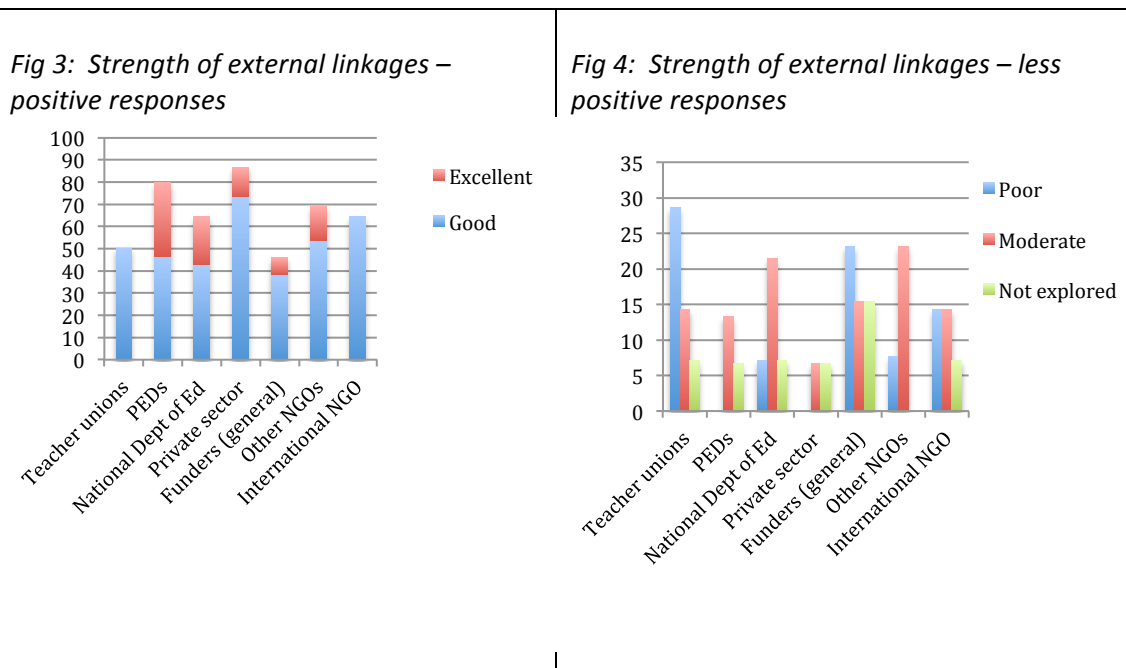 Fig 3:  Strength of external linkages –
positive responses
100
90
80
70
60
50
40
30
20
10
0
Teacher unions
PEDs
National Dept of Ed
Private sector
Funders (general)
Other NGOs
International NGO
Excellent
Good
Fig 4:  Strength of external linkages – less
positive responses
35
30
25
20
15
10
5
0
Teacher unions
PEDs
National Dept of Ed
Private sector
Funders (general)
Other NGOs
International NGO
Poor
Moderate
Not explored